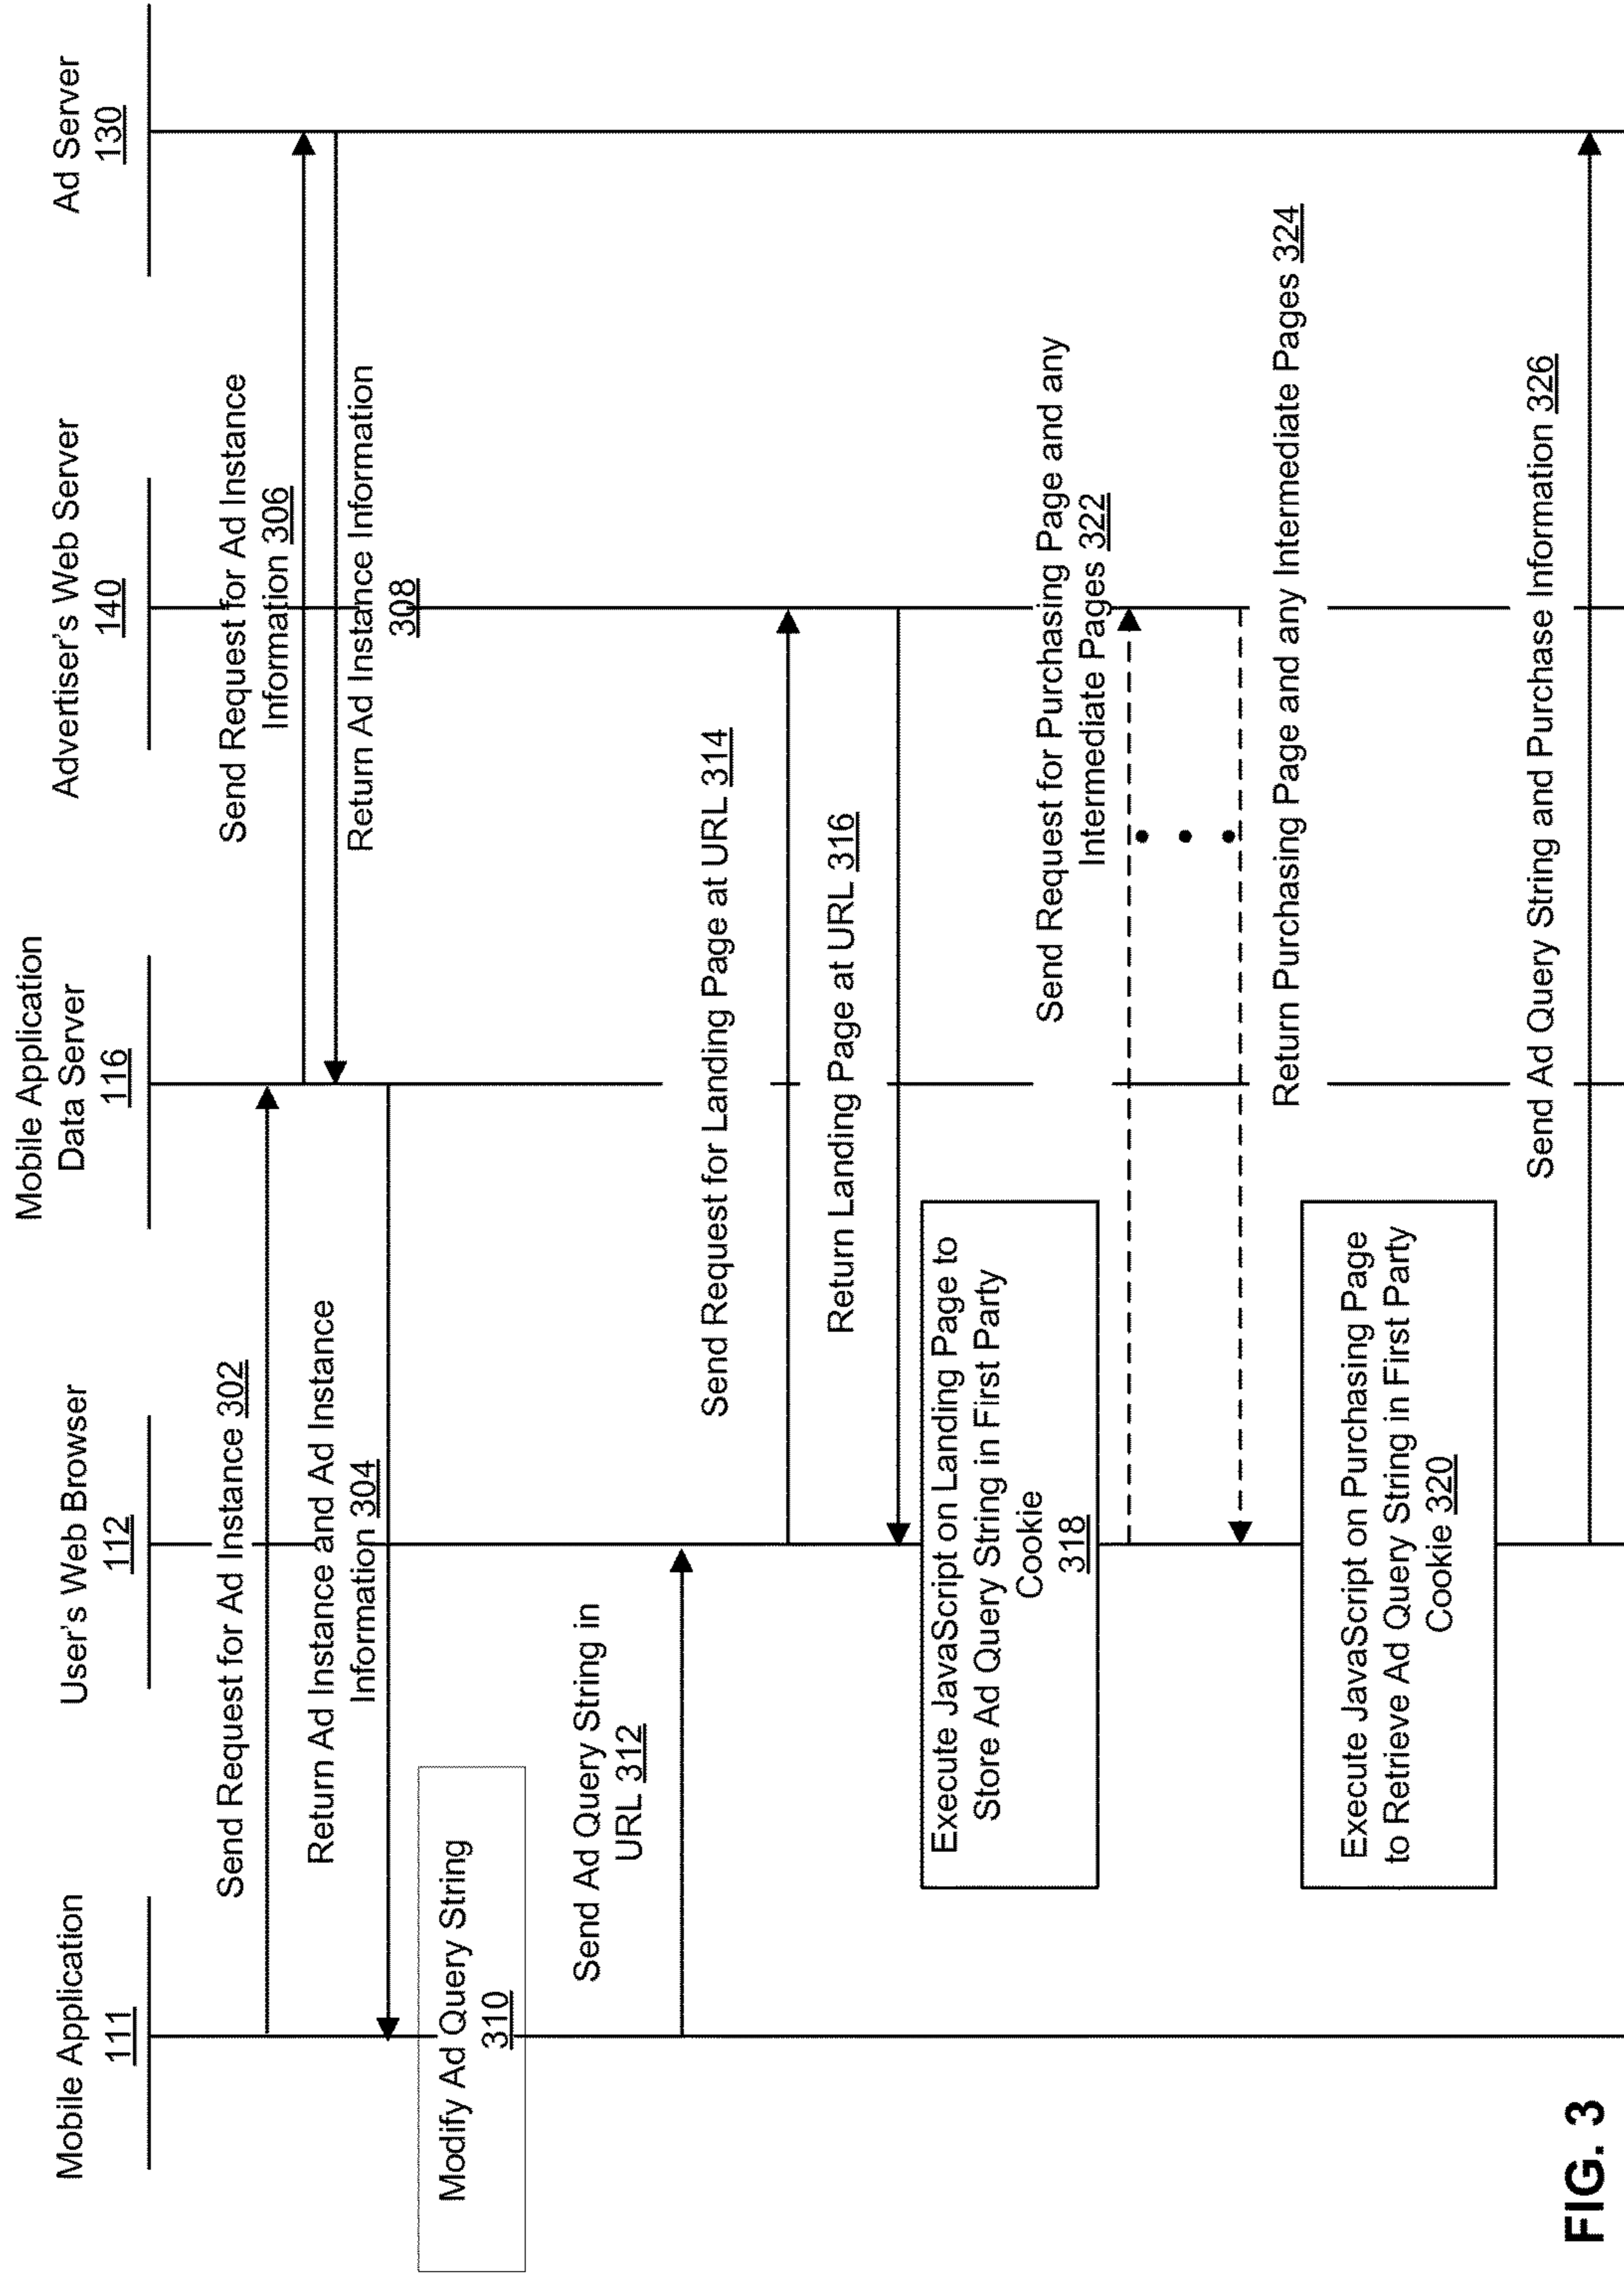 Mobile Application
111
User's Web Browser
112
Mobile Application
Data Server
116
Advertiser's Web Server
140
Ad Server
130
Send Request for Ad Instance 302
Send Request for Ad Instance
Information 306
Return Ad Instance Information
308
Return Ad Instance and Ad Instance
Information 304
Modify Ad Query String
310
Send Ad Query String in
URL 312
Send Request for Landing Page at URL 314
Return Landing Page at URL 316
Execute JavaScript on Landing Page to
Store Ad Query String in First Party
Cookie
318
Send Request for Purchasing Page and any
Intermediate Pages 322
Return Purchasing Page and any Intermediate Pages 324
Execute JavaScript on Purchasing Page
to Retrieve Ad Query String in First Party
Cookie 320
Send Ad Query String and Purchase Information 326
FIG. 3